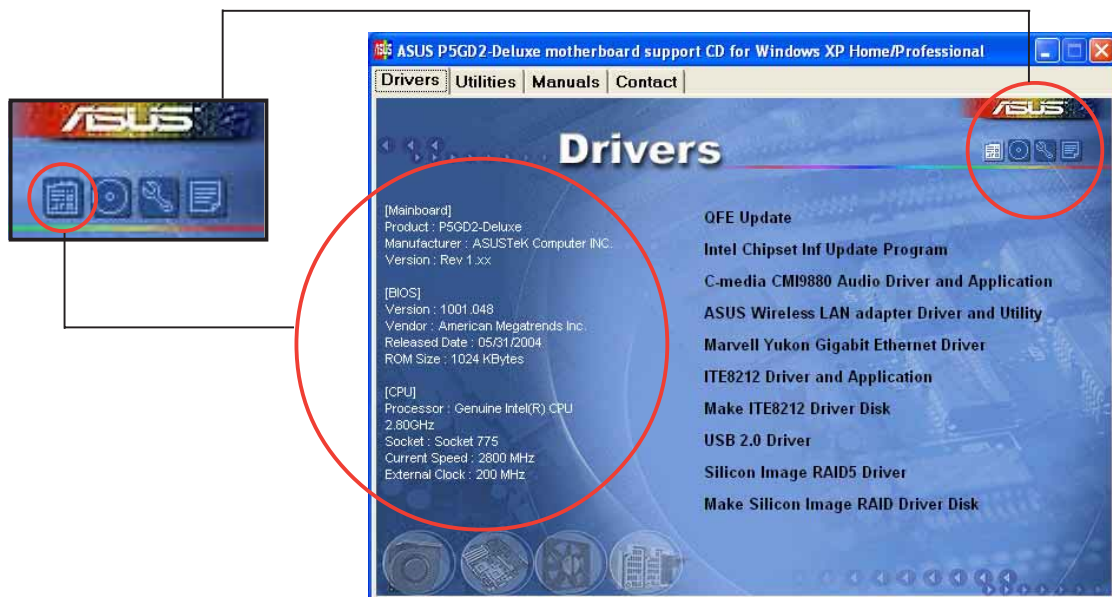 ASUS P5GD2-Deluxe motherboard support CD for Windows XP Home/Professional
Drivers Utilities Manuals Contact
ASUS
ASUS
Drivers
[Mainboard]
Product : P5GD2-Deluxe
Manufacturer : ASUSTeK Computer INC.
Version : Rev 1.xx
[BIOS]
Version : 1001.048
Vendor : American Megatrends Inc.
Released Date : 05/31/2004
ROM Size : 1024 KBytes
[CPU]
Processor : Genuine Intel(R) CPU
2.80GHz
Socket : Socket 775
Current Speed : 2800 MHz
External Clock : 200 MHz
QFE Update
Intel Chipset Inf Update Program
C-media CMI9880 Audio Driver and Application
ASUS Wireless LAN adapter Driver and Utility
Marvell Yukon Gigabit Ethernet Driver
ITE8212 Driver and Application
Make ITE8212 Driver Disk
USB 2.0 Driver
Silicon Image RAID5 Driver
Make Silicon Image RAID Driver Disk